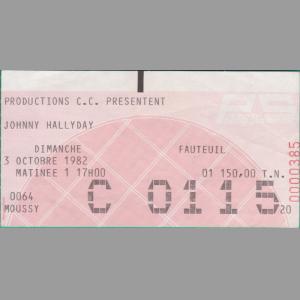 PRODUCTIONS C.C. PRESENTENT
JOHNNY HALLYDAY
DIMANCHE FAUTEUIL
3 OCTOBRE 1982
MATINEE 1 17H00 01 150,00 T.N.
0064 C 0115
MOUSSY 20
0000385